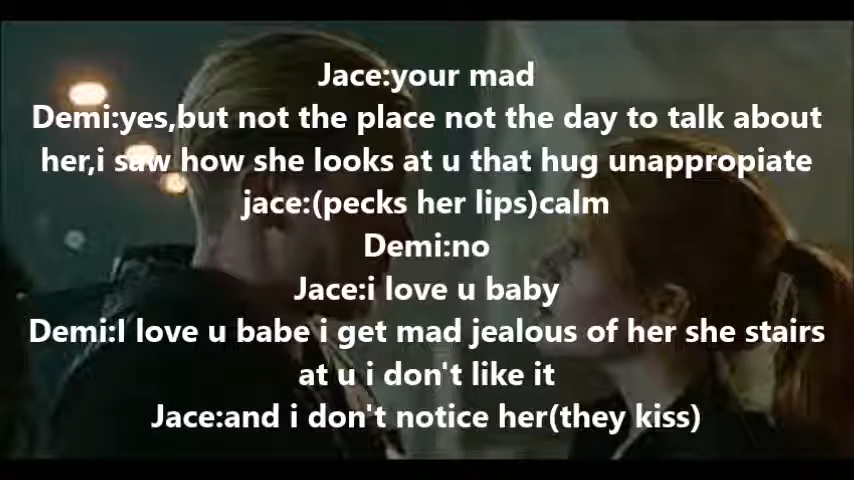 Jace:your mad
Demi:yes,but not the place not the day to talk about
her,i saw how she looks at u that hug unappropiate
jace:(pecks her lips)calm
Demi:no
Jace:i love u baby
Demi:I love u babe i get mad jealous of her she stairs
at u i don't like it
Jace:and i don't notice her(they kiss)